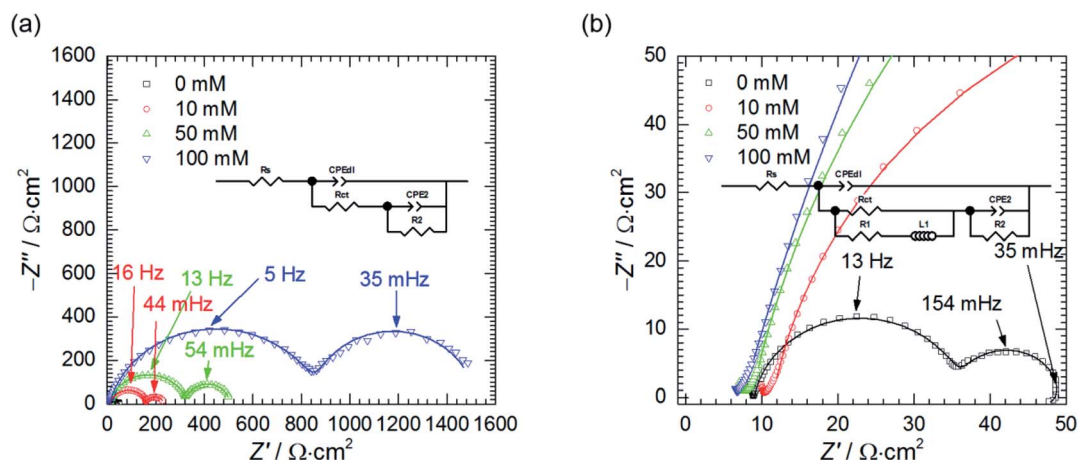 (a)
1600
1400
1200
1000
800
600
400
200
0
0 200 400 600 800 1000 1200 1400 1600
−Z″ / Ω·cm²
Z′ / Ω·cm²
0 mM
10 mM
50 mM
100 mM
Rs
CPEdl
Rct
CPE2
R2
16 Hz
13 Hz
44 mHz
54 mHz
5 Hz
35 mHz
(b)
50
40
30
20
10
0
0 10 20 30 40 50
−Z″ / Ω·cm²
Z′ / Ω·cm²
0 mM
10 mM
50 mM
100 mM
Rs
CPEdl
Rct
R1
L1
CPE2
R2
13 Hz
154 mHz
35 mHz